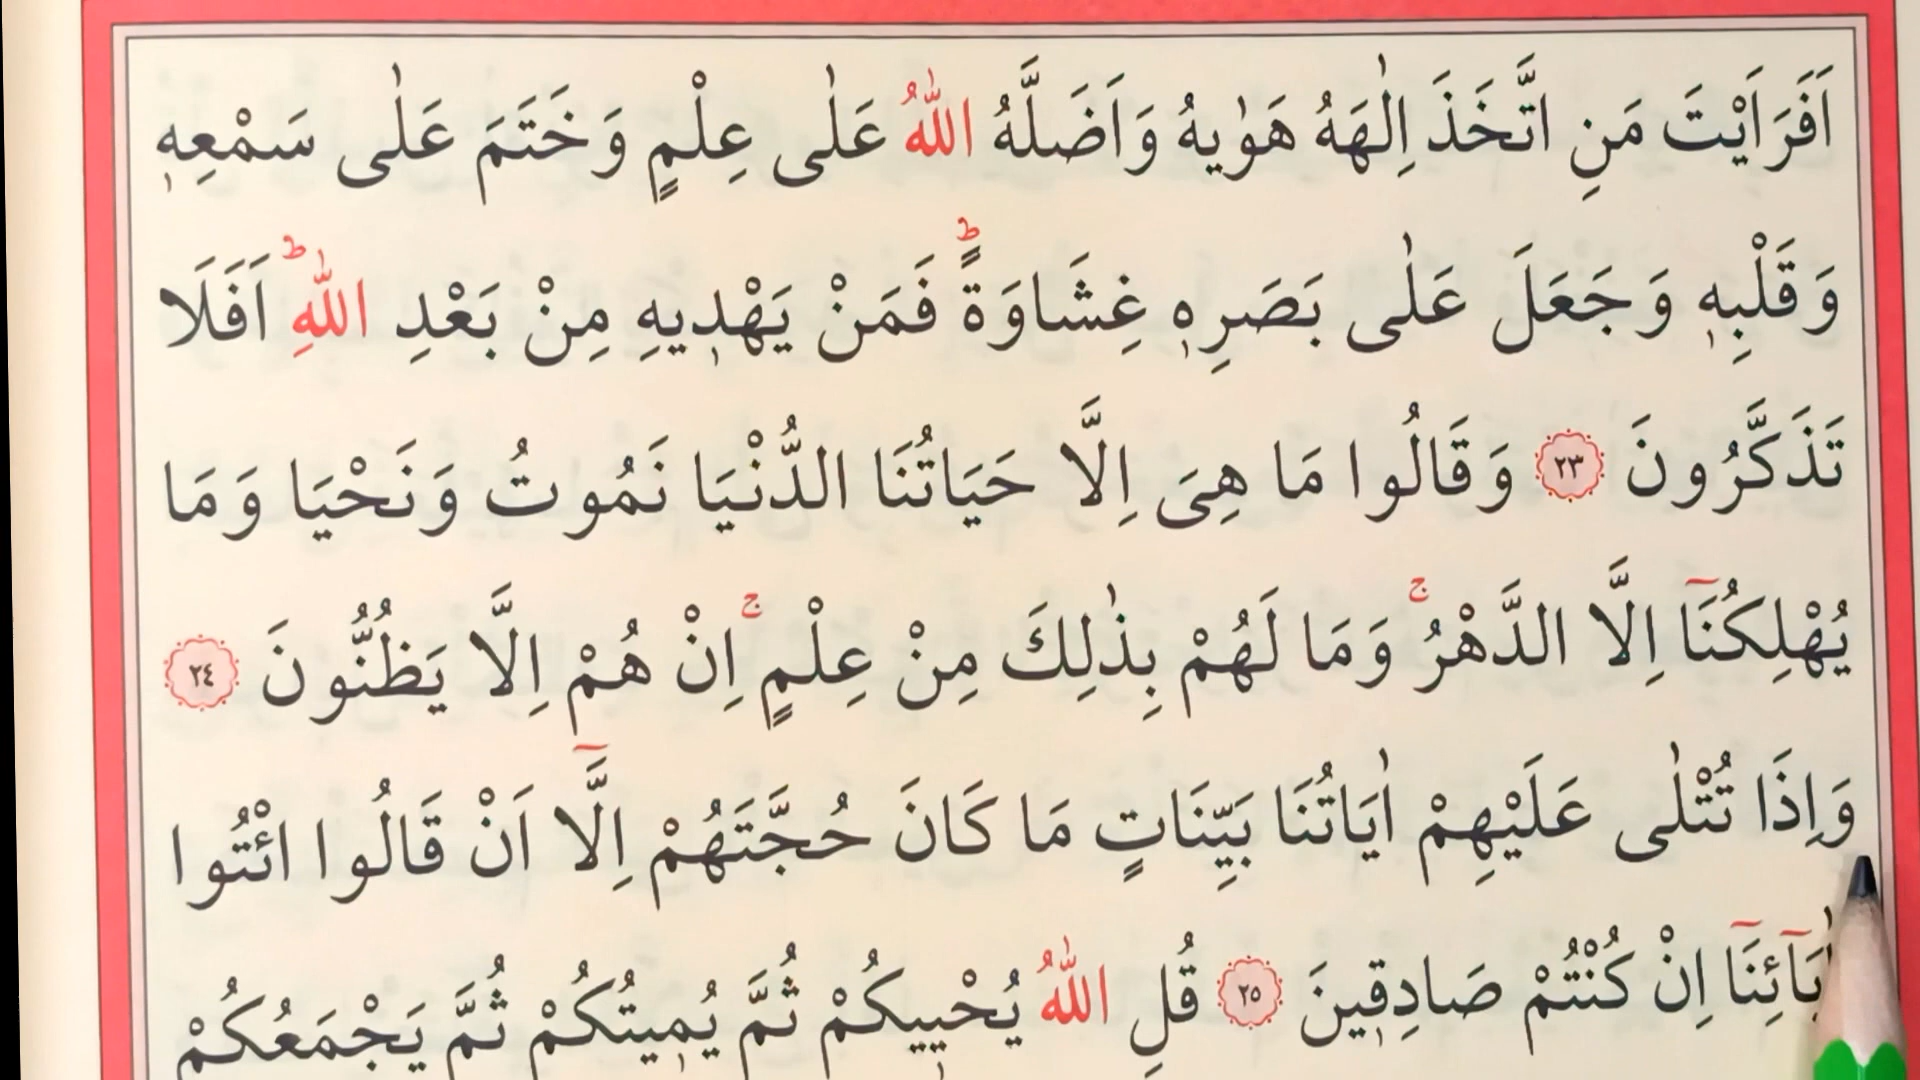 اَفَرَاَيْتَ مَنِ اتَّخَذَ اِلٰهَهُ هَوٰيهُ وَاَضَلَّهُ اللّٰهُ عَلٰى عِلْمٍ وَخَتَمَ عَلٰى سَمْعِهٖ
وَقَلْبِهٖ وَجَعَلَ عَلٰى بَصَرِهٖ غِشَاوَةًۜ فَمَنْ يَهْدٖيهِ مِنْ بَعْدِ اللّٰهِۜ اَفَلَا
تَذَكَّرُونَ ٢٣ وَقَالُوا مَا هِىَ اِلَّا حَيَاتُنَا الدُّنْيَا نَمُوتُ وَنَحْيَا وَمَا
يُهْلِكُنَٓا اِلَّا الدَّهْرُۚ وَمَا لَهُمْ بِذٰلِكَ مِنْ عِلْمٍۚ اِنْ هُمْ اِلَّا يَظُنُّونَ ٢٤
وَاِذَا تُتْلٰى عَلَيْهِمْ اٰيَاتُنَا بَيِّنَاتٍ مَا كَانَ حُجَّتَهُمْ اِلَّٓا اَنْ قَالُوا ائْتُوا
بِاٰبَٓائِنَٓا اِنْ كُنْتُمْ صَادِقٖينَ ٢٥ قُلِ اللّٰهُ يُحْيٖيكُمْ ثُمَّ يُمٖيتُكُمْ ثُمَّ يَجْمَعُكُمْ